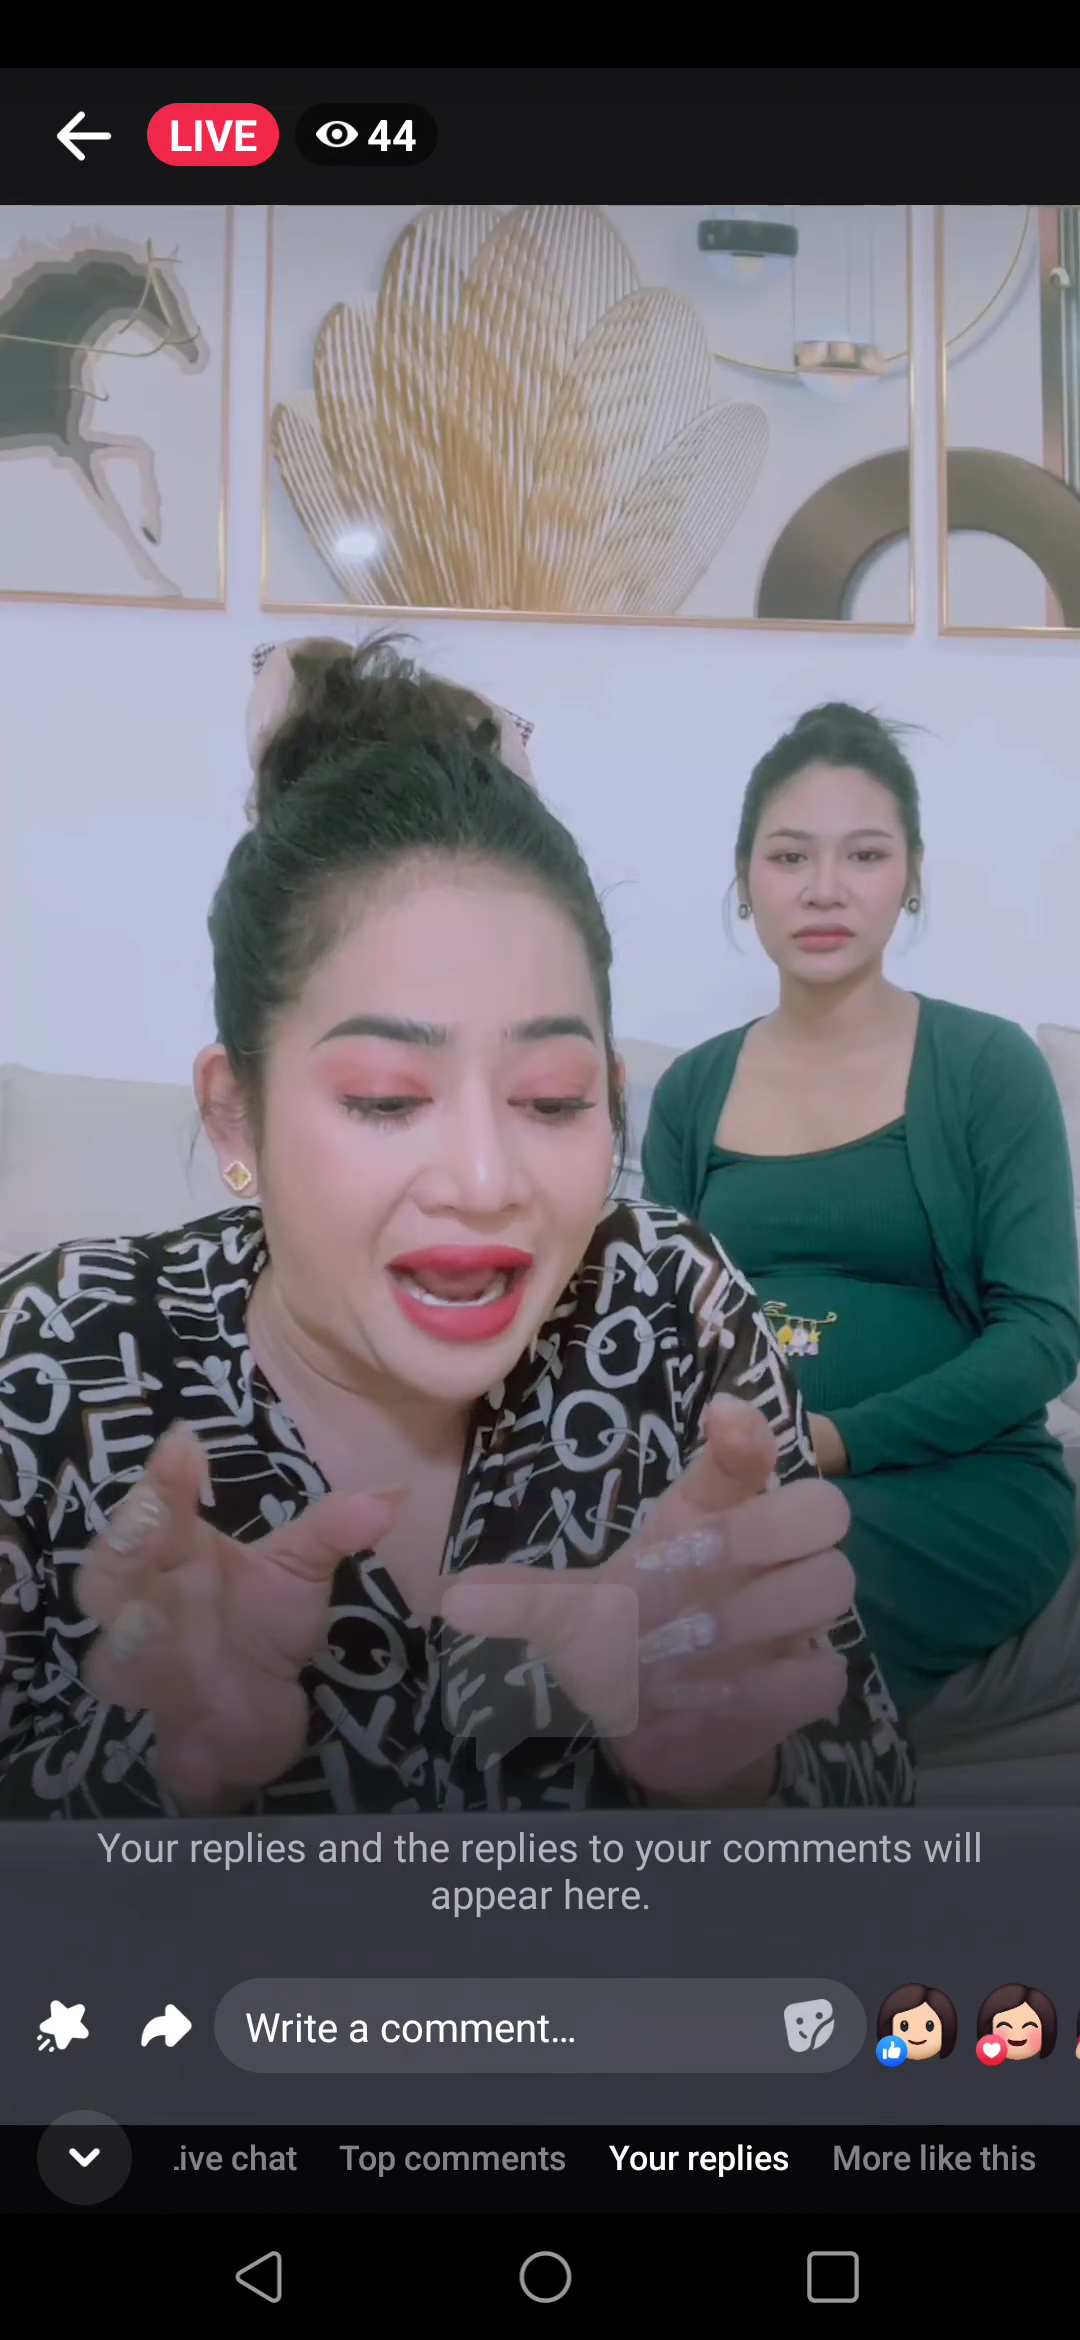 LIVE 44
Your replies and the replies to your comments will
appear here.
Write a comment...
ive chat Top comments Your replies More like this